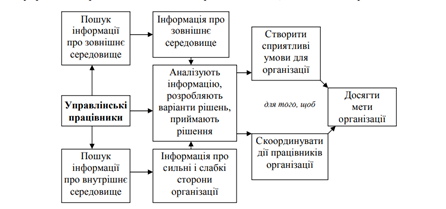 Пошук
інформації
про зовнішнє
середовище
Інформація про
зовнішнє
середовище
Створити
сприятливі
умови для
організації
Управлінські
працівники
Аналізують
інформацію,
розробляють
варіанти рішень,
приймають
рішення
для того, щоб
Досягти
мети
організації
Пошук
інформації
про внутрішнє
середовище
Інформація про
сильні і слабкі
сторони
організації
Скоординувати
дії працівників
організації